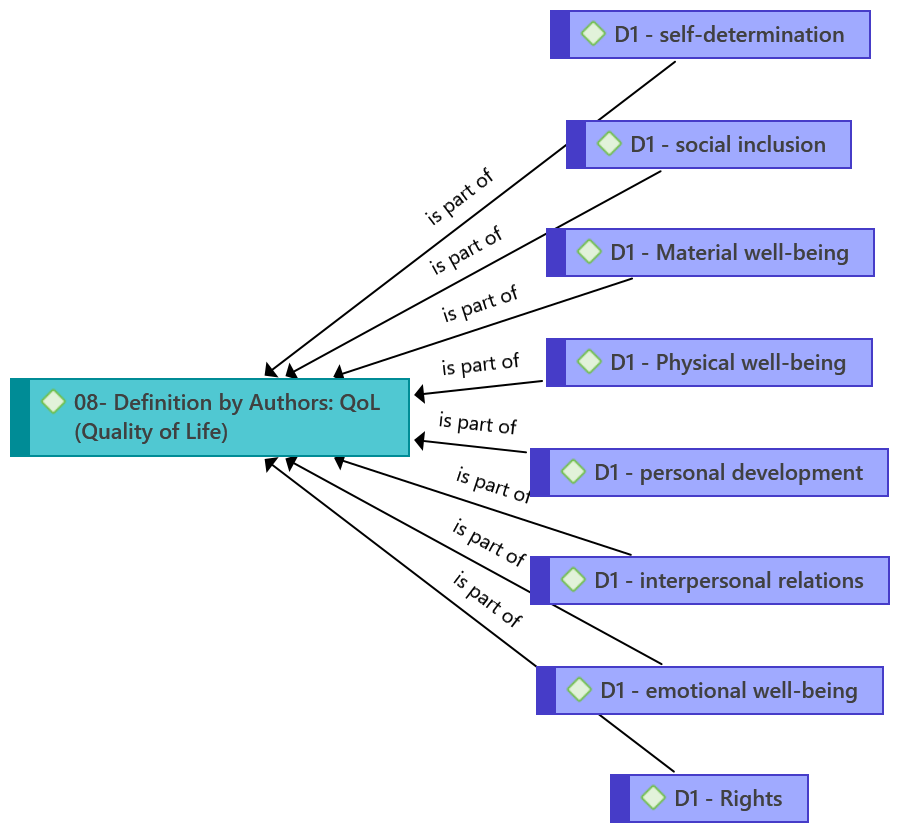 D1 - self-determination
D1 - social inclusion
is part of
is part of
D1 - Material well-being
is part of
D1 - Physical well-being
is part of
08- Definition by Authors: QoL
(Quality of Life)
is part of
D1 - personal development
is part of
is part of
D1 - interpersonal relations
is part of
D1 - emotional well-being
D1 - Rights